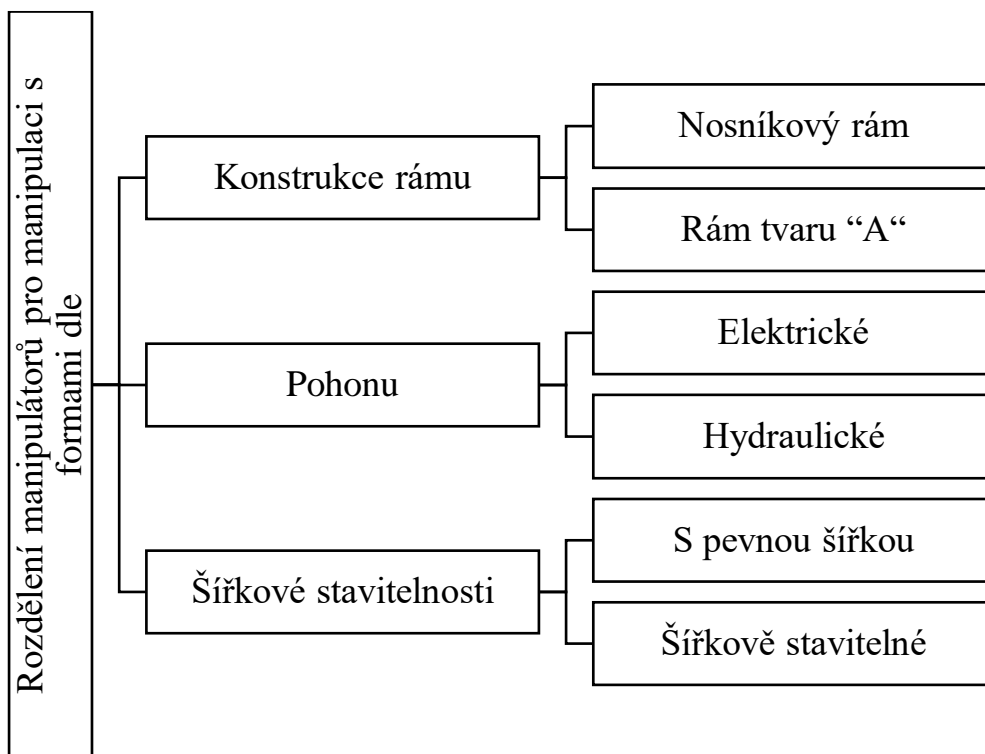 Rozdělení manipulátorů pro manipulaci s
formami dle
Konstrukce rámu
Nosníkový rám
Rám tvaru “A“
Pohonu
Elektrické
Hydraulické
Šířkové stavitelnosti
S pevnou šířkou
Šířkově stavitelné